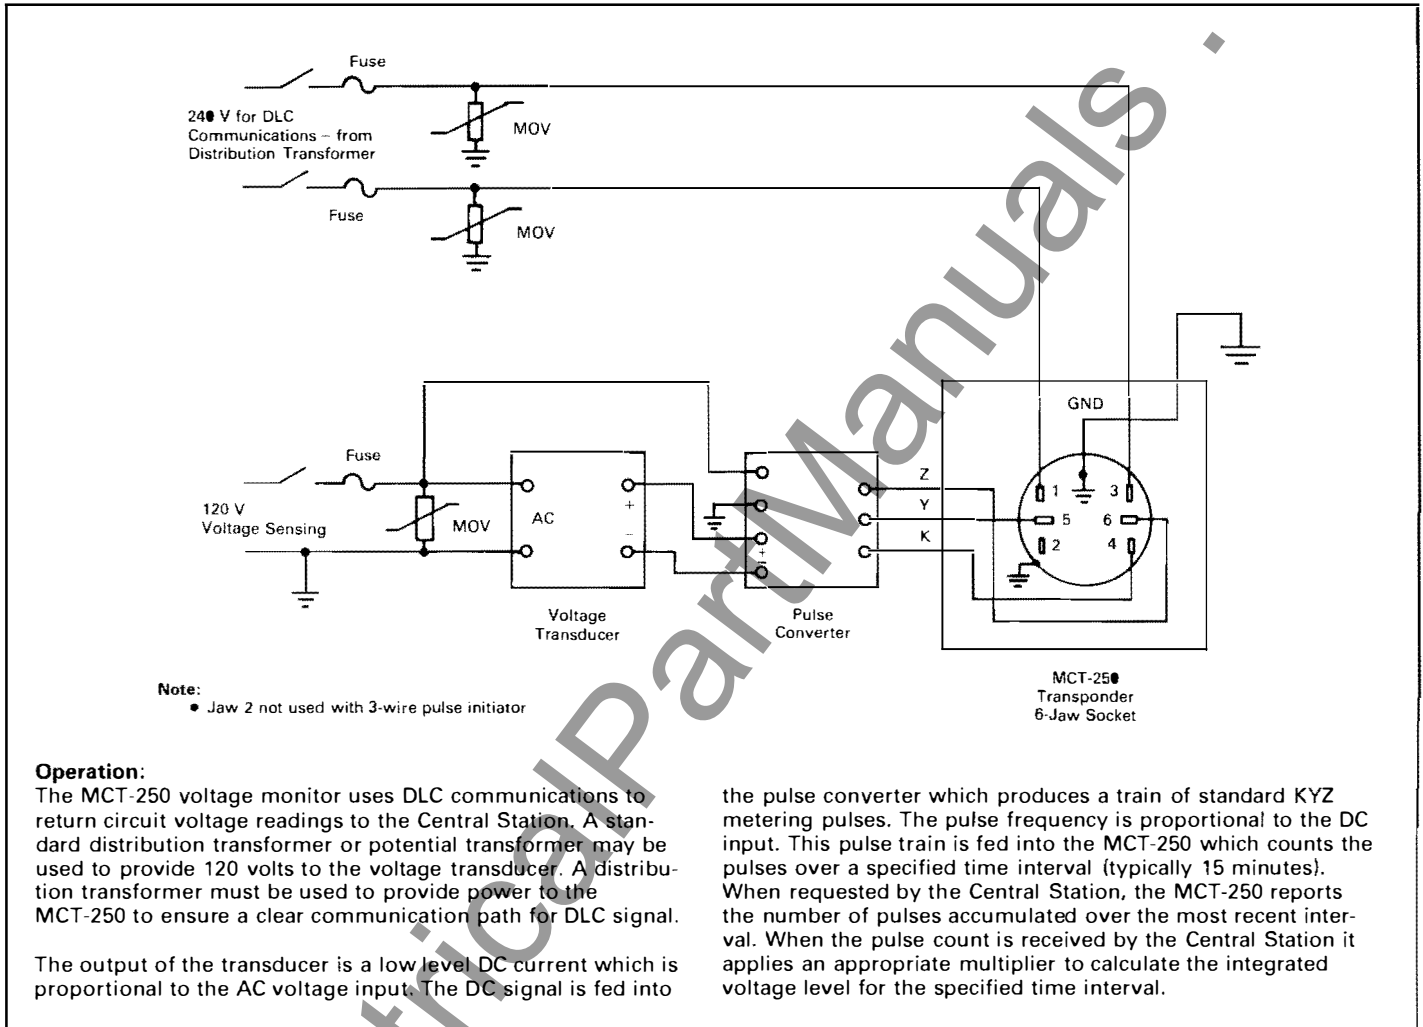 Fuse
240 V for DLC
Communications – from
Distribution Transformer
MOV
Fuse
MOV
GND
Fuse
120 V
Voltage Sensing
MOV
AC
+
–
+
–
Z
Y
K
1
3
5
6
2
4
Voltage
Transducer
Pulse
Converter
MCT-250
Transponder
6-Jaw Socket
Note:
• Jaw 2 not used with 3-wire pulse initiator
Operation:
The MCT-250 voltage monitor uses DLC communications to
return circuit voltage readings to the Central Station. A stan-
dard distribution transformer or potential transformer may be
used to provide 120 volts to the voltage transducer. A distribu-
tion transformer must be used to provide power to the
MCT-250 to ensure a clear communication path for DLC signal.
The output of the transducer is a low level DC current which is
proportional to the AC voltage input. The DC signal is fed into
the pulse converter which produces a train of standard KYZ
metering pulses. The pulse frequency is proportional to the DC
input. This pulse train is fed into the MCT-250 which counts the
pulses over a specified time interval (typically 15 minutes).
When requested by the Central Station, the MCT-250 reports
the number of pulses accumulated over the most recent inter-
val. When the pulse count is received by the Central Station it
applies an appropriate multiplier to calculate the integrated
voltage level for the specified time interval.
ctricalPartManuals .